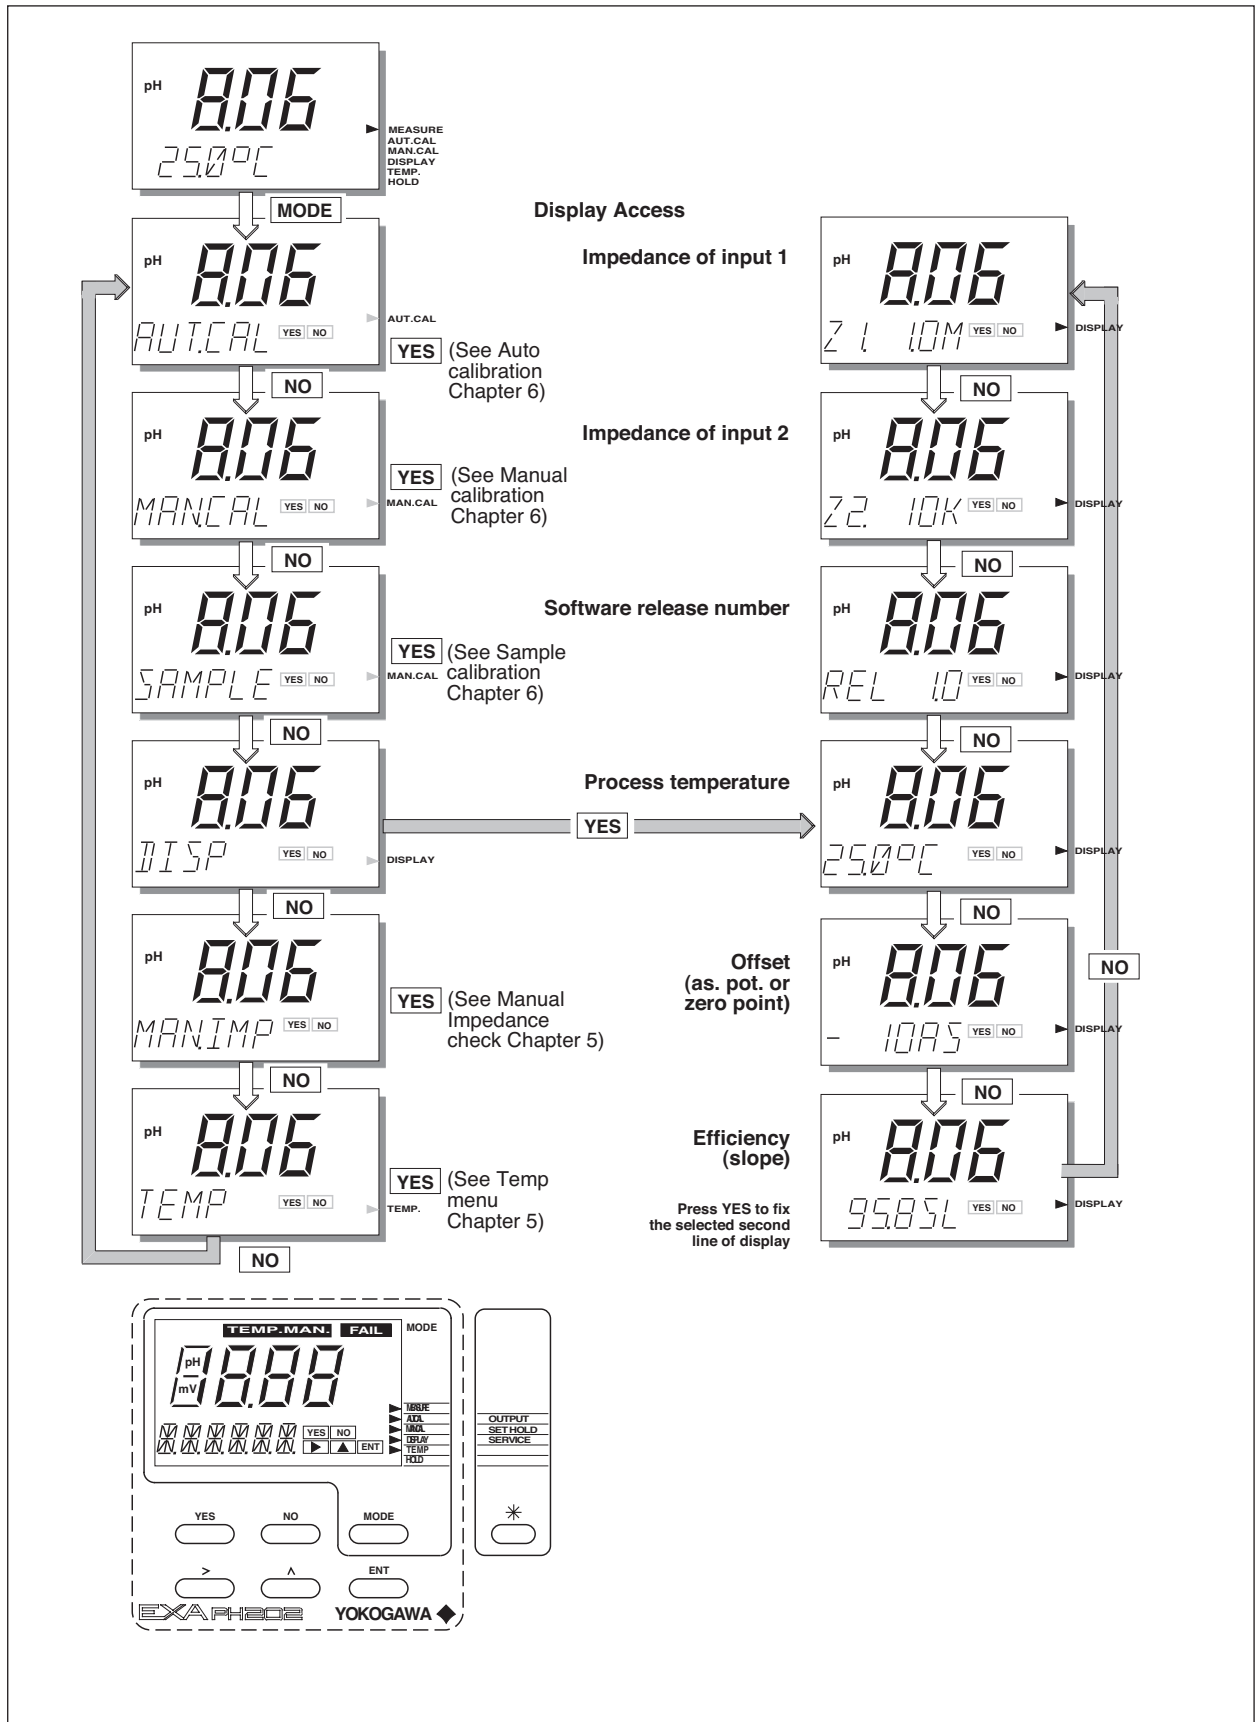 pH 8.06
25.0°C
MEASURE
AUT.CAL
MAN.CAL
DISPLAY
TEMP.
HOLD
MODE
pH 8.06
AUT.CAL YES NO
AUT.CAL
YES (See Auto
calibration
Chapter 6)
NO
pH 8.06
MAN.CAL YES NO
MAN.CAL
YES (See Manual
calibration
Chapter 6)
NO
pH 8.06
SAMPLE YES NO
MAN.CAL
YES (See Sample
calibration
Chapter 6)
NO
pH 8.06
DISP YES NO
DISPLAY
YES
NO
pH 8.06
MAN.IMP YES NO
YES (See Manual
Impedance
check Chapter 5)
NO
pH 8.06
TEMP YES NO
TEMP.
YES (See Temp
menu
Chapter 5)
NO
Display Access
Impedance of input 1
pH 8.06
Z1. 1.0M YES NO
DISPLAY
NO
Impedance of input 2
pH 8.06
Z2. 10K YES NO
DISPLAY
NO
Software release number
pH 8.06
REL 1.0 YES NO
DISPLAY
NO
Process temperature
pH 8.06
25.0°C YES NO
DISPLAY
NO
Offset
(as. pot. or
zero point)
pH 8.06
- 10AS YES NO
DISPLAY
NO
NO
Efficiency
(slope)
pH 8.06
95.8SL YES NO
DISPLAY
Press YES to fix
the selected second
line of display
TEMP.MAN. FAIL MODE
pH
mV
YES NO
ENT
MEASURE
AUT.CAL
MAN.CAL
DISPLAY
TEMP
HOLD
OUTPUT
SET HOLD
SERVICE
YES NO MODE
*
> ∧ ENT
EXA PH202 YOKOGAWA